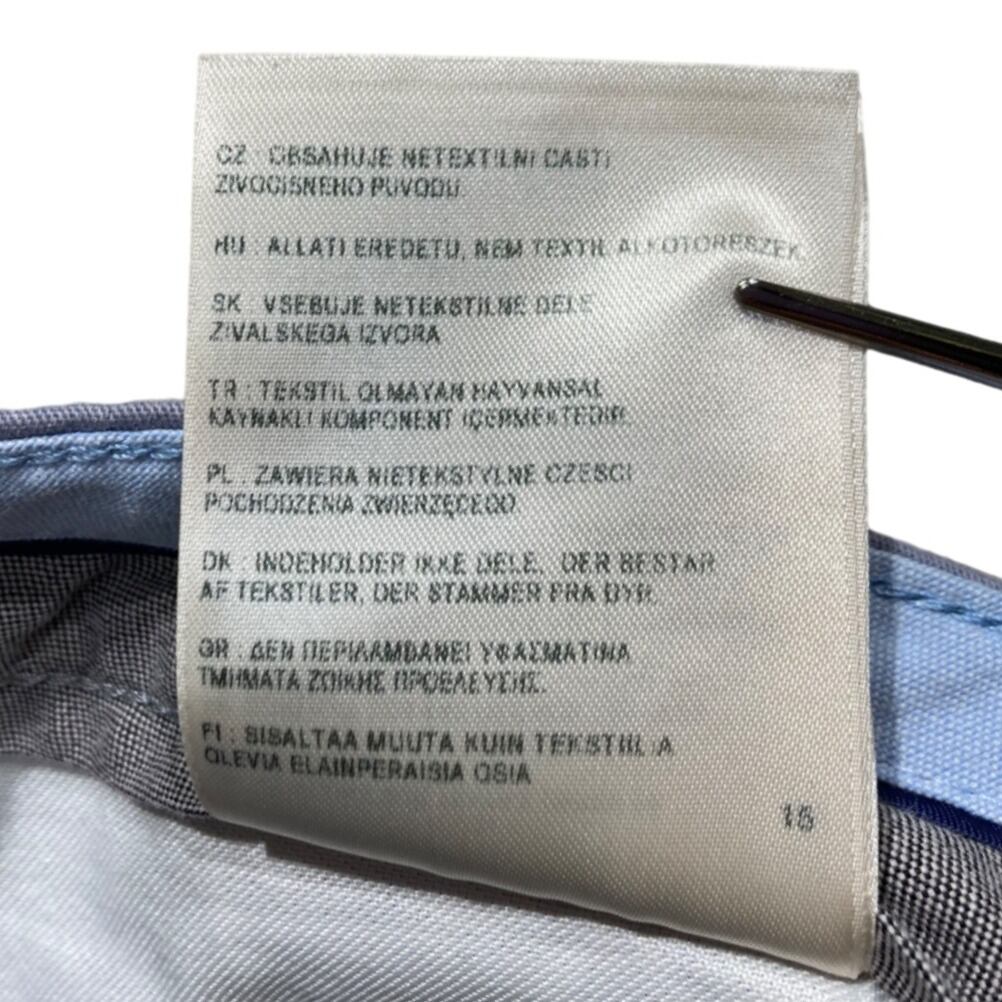 CZ : OBSAHUJE NETEXTILNI CASTI
ZIVOCISNEHO PUVODU.
HU : ALLATI EREDETU, NEM TEXTIL ALKOTORESZEK
SK : VSEBUJE NETEKSTILNE DELE
ZIVALSKEGA IZVORA
TR : TEKSTIL OLMAYAN HAYVANSAL
KAYNAKLI KOMPONENT IÇERMEKTEDIR.
PL : ZAWIERA NIETEKSTYLNE CZESCI
POCHODZENIA ZWIERZĘCEGO
DK : INDEHOLDER IKKE DELE, DER BESTAR
AF TEKSTILER, DER STAMMER FRA DYR.
GR : ΔEN ΠΕΡΙΛΑΜΒΑΝΕΙ ΥΦΑΣΜΑΤΙΝΑ
ΤΜΗΜΑΤΑ ΖΩΙΚΗΣ ΠΡΟΕΛΕΥΣΗΣ.
FI : SISALTAA MUUTA KUIN TEKSTIILIA
OLEVIA ELAINPERAISIA OSIA
15